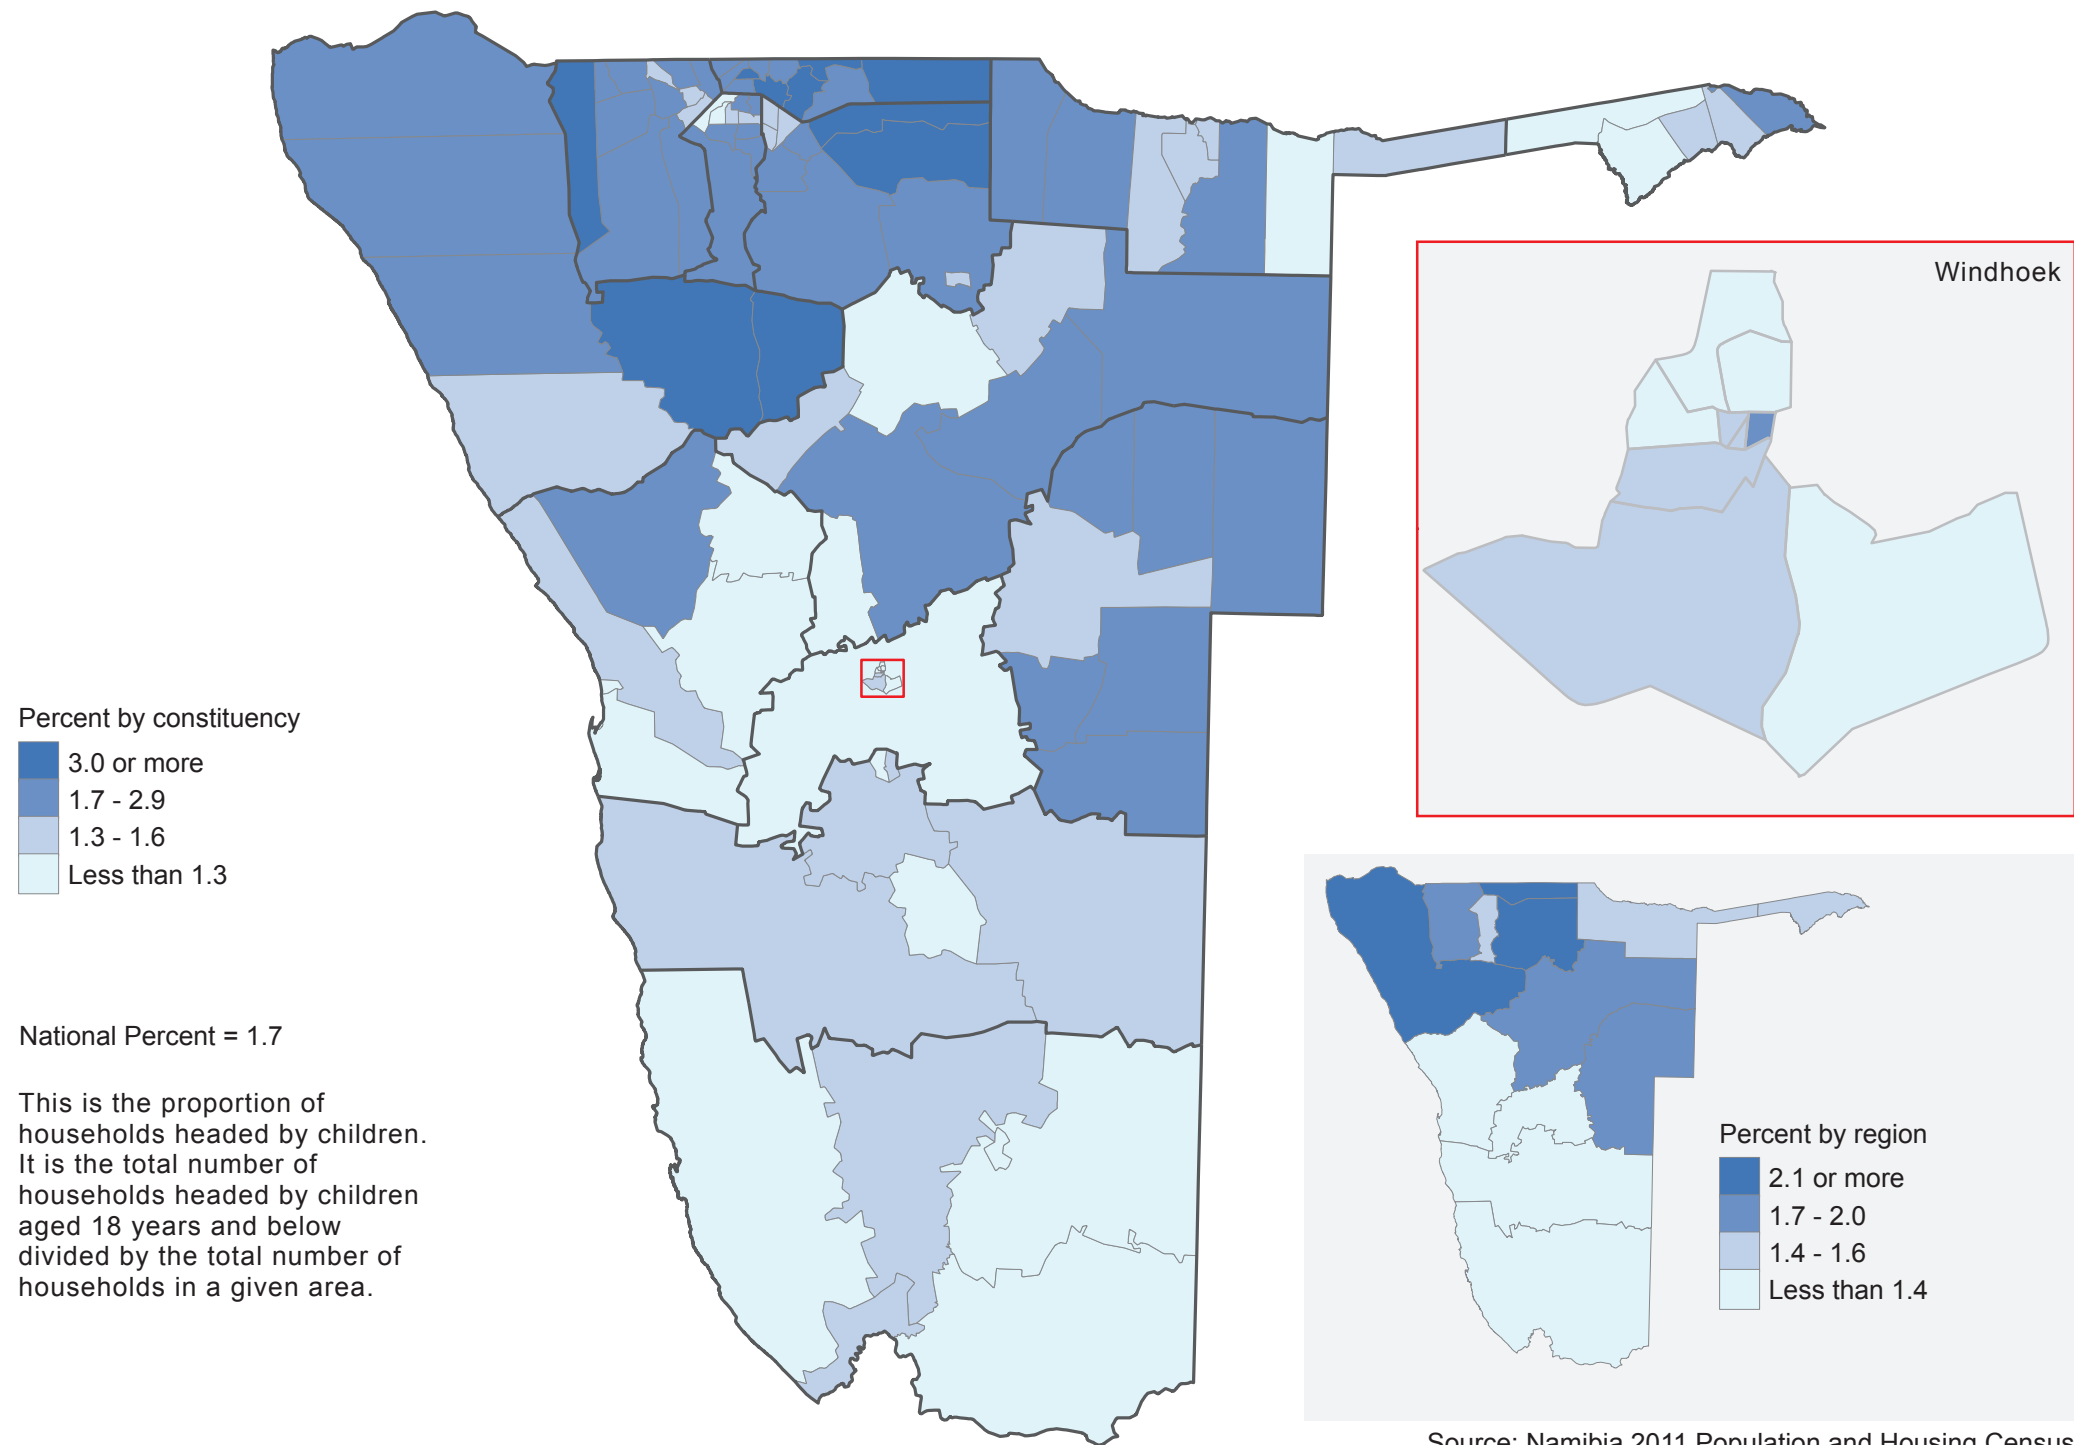 Windhoek
Percent by constituency
3.0 or more
1.7 - 2.9
1.3 - 1.6
Less than 1.3
National Percent = 1.7
This is the proportion of
households headed by children.
It is the total number of
households headed by children
aged 18 years and below
divided by the total number of
households in a given area.
Percent by region
2.1 or more
1.7 - 2.0
1.4 - 1.6
Less than 1.4
Source: Namibia 2011 Population and Housing Census